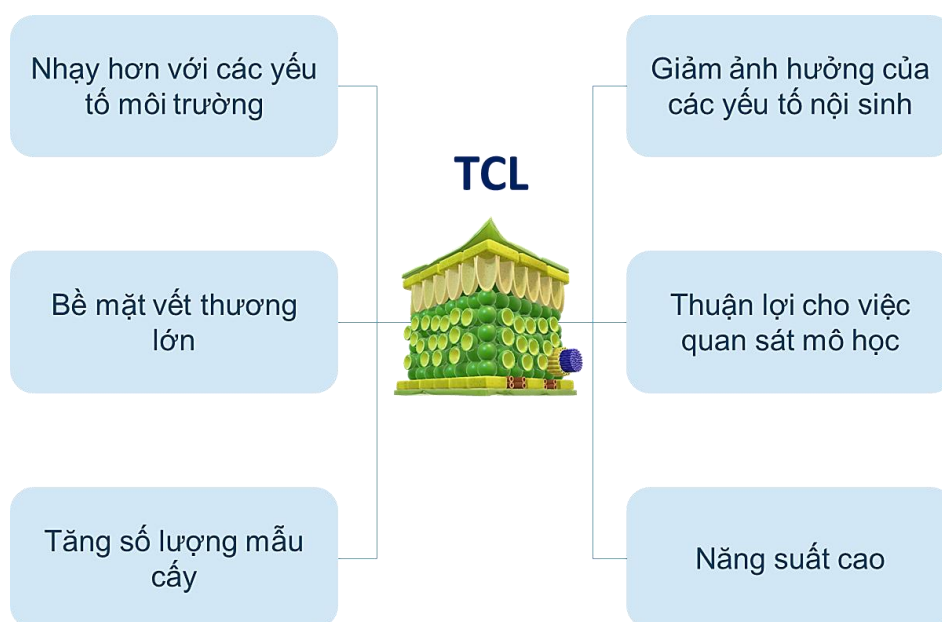 Nhạy hơn với các yếu
tố môi trường
Giảm ảnh hưởng của
các yếu tố nội sinh
TCL
Bề mặt vết thương
lớn
Thuận lợi cho việc
quan sát mô học
Tăng số lượng mẫu
cấy
Năng suất cao